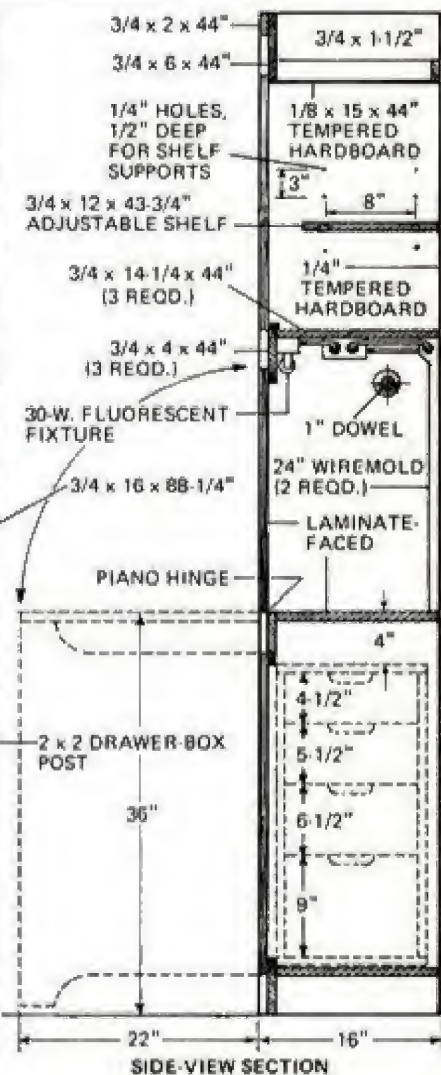 3/4 x 2 x 44"
3/4 x 1-1/2"
3/4 x 6 x 44"
1/4" HOLES,
1/2" DEEP
FOR SHELF
SUPPORTS
1/8 x 15 x 44"
TEMPERED
HARDBOARD
3"
8"
3/4 x 12 x 43-3/4"
ADJUSTABLE SHELF
1/4"
TEMPERED
HARDBOARD
3/4 x 14-1/4 x 44"
(3 REQD.)
3/4 x 4 x 44"
(3 REQD.)
30-W. FLUORESCENT
FIXTURE
1" DOWEL
24" WIREMOLD
(2 REQD.)
3/4 x 16 x 88-1/4"
LAMINATE-
FACED
PIANO HINGE
4"
4-1/2"
5-1/2"
2 x 2 DRAWER-BOX
POST
6-1/2"
36"
9"
22"
16"
SIDE-VIEW SECTION